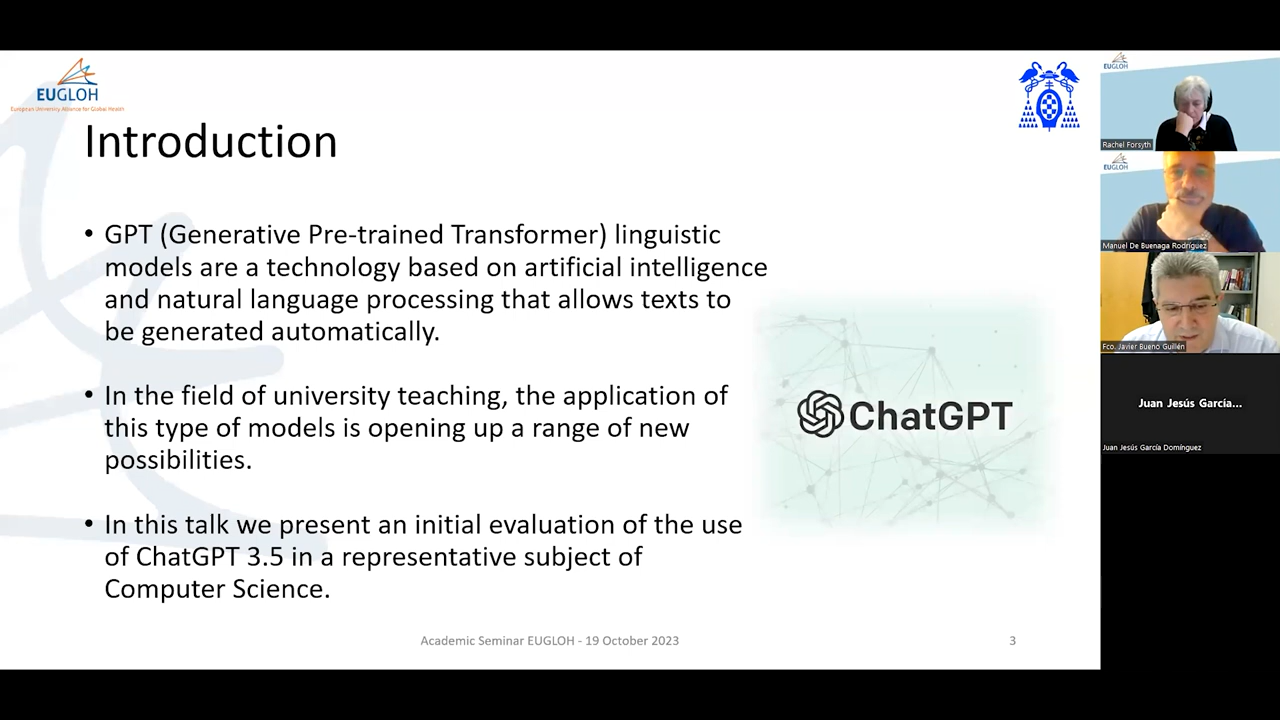 EUGLOH
European University Alliance for Global Health
Introduction
• GPT (Generative Pre-trained Transformer) linguistic
models are a technology based on artificial intelligence
and natural language processing that allows texts to
be generated automatically.
• In the field of university teaching, the application of
this type of models is opening up a range of new
possibilities.
• In this talk we present an initial evaluation of the use
of ChatGPT 3.5 in a representative subject of
Computer Science.
ChatGPT
Academic Seminar EUGLOH - 19 October 2023
3
EUGLOH
Rachel Forsyth
EUGLOH
Manuel De Buenaga Rodríguez
Fco. Javier Bueno Guillén
Juan Jesús García...
Juan Jesús García Domínguez